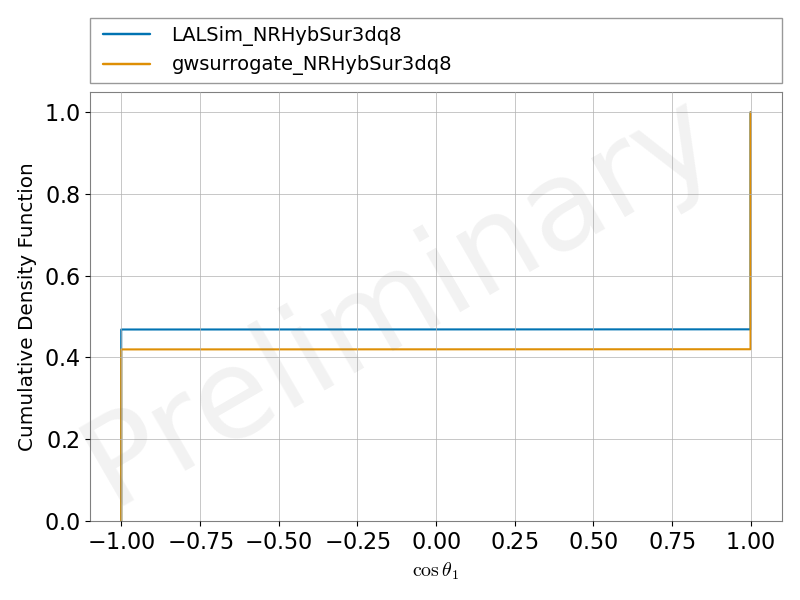 LALSim_NRHybSur3dq8
gwsurrogate_NRHybSur3dq8
Preliminary
Cumulative Density Function
1.0
0.8
0.6
0.4
0.2
0.0
−1.00 −0.75 −0.50 −0.25 0.00 0.25 0.50 0.75 1.00
cos θ₁